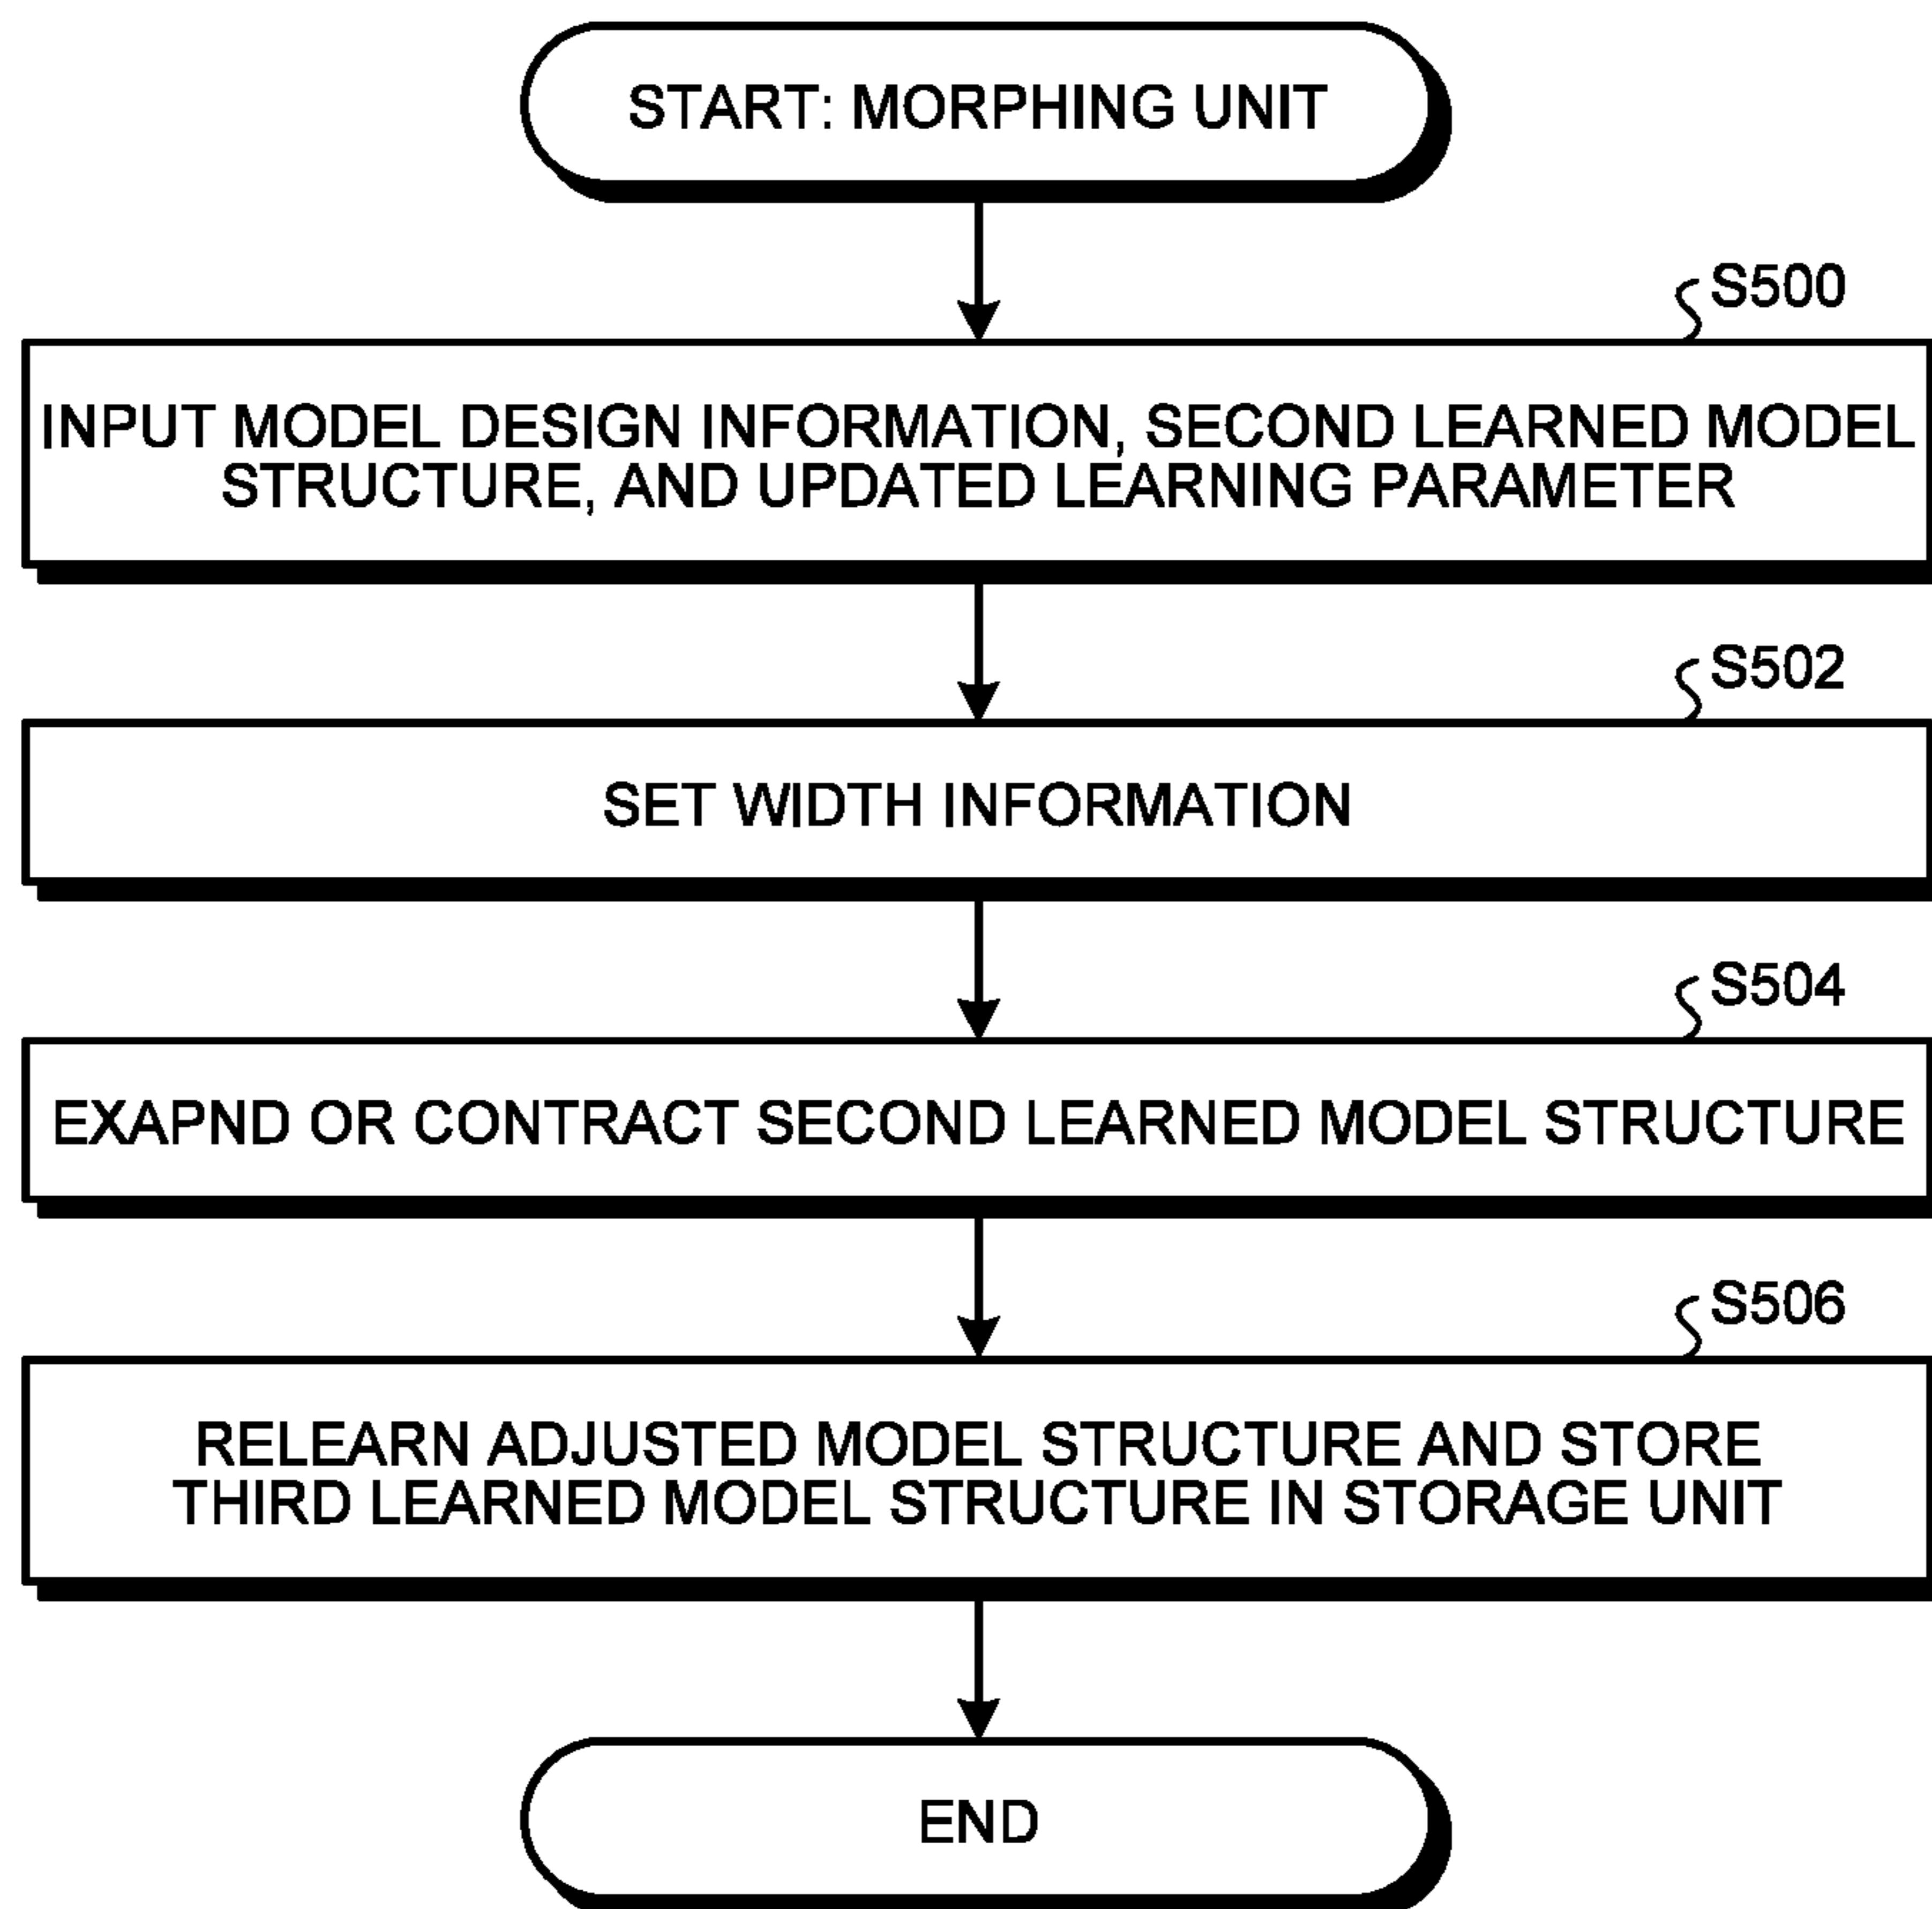 START: MORPHING UNIT
S500
INPUT MODEL DESIGN INFORMATION, SECOND LEARNED MODEL
STRUCTURE, AND UPDATED LEARNING PARAMETER
S502
SET WIDTH INFORMATION
S504
EXAPND OR CONTRACT SECOND LEARNED MODEL STRUCTURE
S506
RELEARN ADJUSTED MODEL STRUCTURE AND STORE
THIRD LEARNED MODEL STRUCTURE IN STORAGE UNIT
END